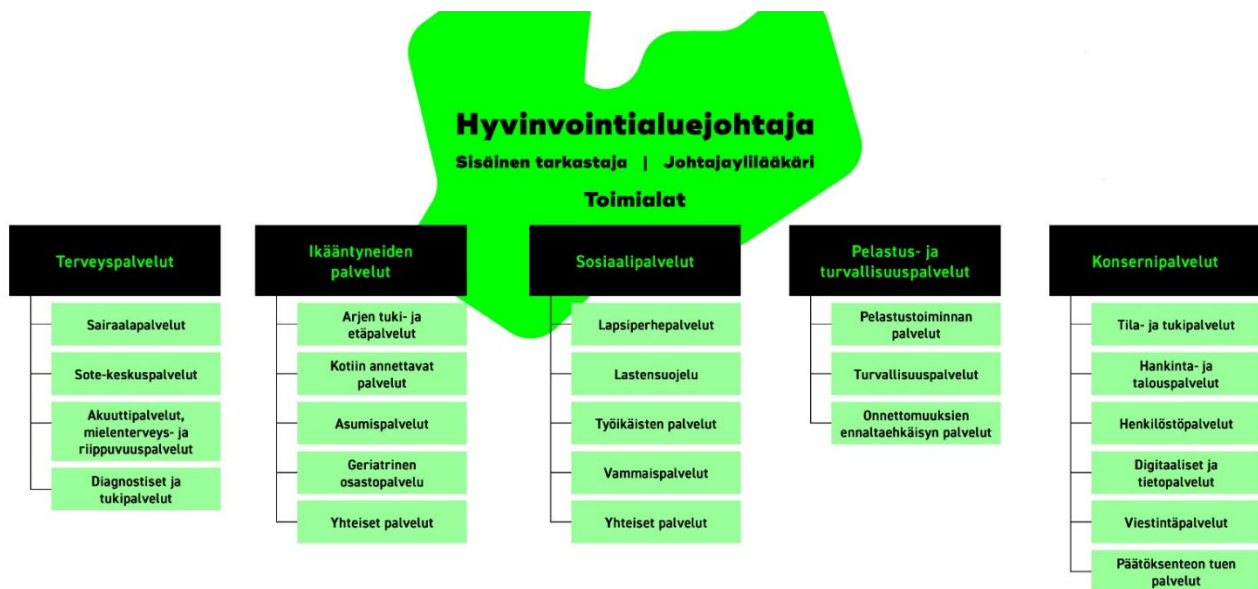 Hyvinvointialuejohtaja
Sisäinen tarkastaja | Johtajaylilääkäri
Toimialat
Terveyspalvelut
Sairaalapalvelut
Sote-keskuspalvelut
Akuuttipalvelut,
mielenterveys- ja
riippuvuuspalvelut
Diagnostiset ja
tukipalvelut
Ikääntyneiden
palvelut
Arjen tuki- ja
etäpalvelut
Kotiin annettavat
palvelut
Asumispalvelut
Geriatrinen
osastopalvelu
Yhteiset palvelut
Sosiaalipalvelut
Lapsiperhepalvelut
Lastensuojelu
Työikäisten palvelut
Vammaispalvelut
Yhteiset palvelut
Pelastus- ja
turvallisuuspalvelut
Pelastustoiminnan
palvelut
Turvallisuuspalvelut
Onnettomuuksien
ennaltaehkäisyn palvelut
Konsernipalvelut
Tila- ja tukipalvelut
Hankinta- ja
talouspalvelut
Henkilöstöpalvelut
Digitaaliset ja
tietopalvelut
Viestintäpalvelut
Päätöksenteon tuen
palvelut